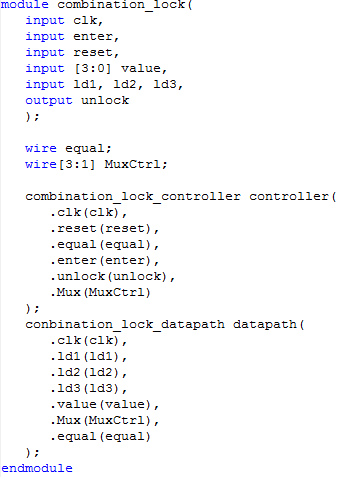 module combination_lock(
input clk,
input enter,
input reset,
input [3:0] value,
input ld1, ld2, ld3,
output unlock
);
wire equal;
wire[3:1] MuxCtrl;
combination_lock_controller controller(
.clk(clk),
.reset(reset),
.equal(equal),
.enter(enter),
.unlock(unlock),
.Mux(MuxCtrl)
);
conbination_lock_datapath datapath(
.clk(clk),
.ld1(ld1),
.ld2(ld2),
.ld3(ld3),
.value(value),
.Mux(MuxCtrl),
.equal(equal)
);
endmodule